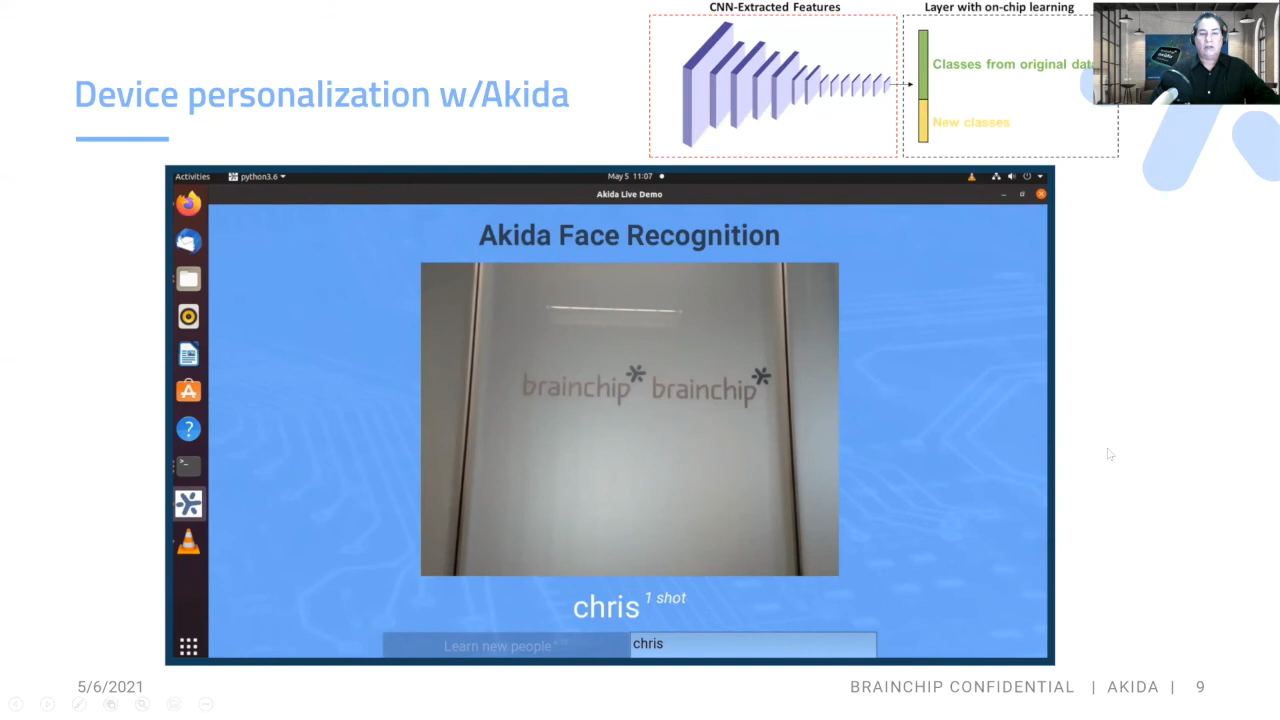 CNN-Extracted Features
Layer with on-chip learning
Device personalization w/Akida
Classes from original dat
New classes
Activities
python3.6
May 5 11:07
Akida Live Demo
Akida Face Recognition
brainchip brainchip
chris 1 shot
Learn new people
chris
5/6/2021
BRAINCHIP CONFIDENTIAL | AKIDA | 9